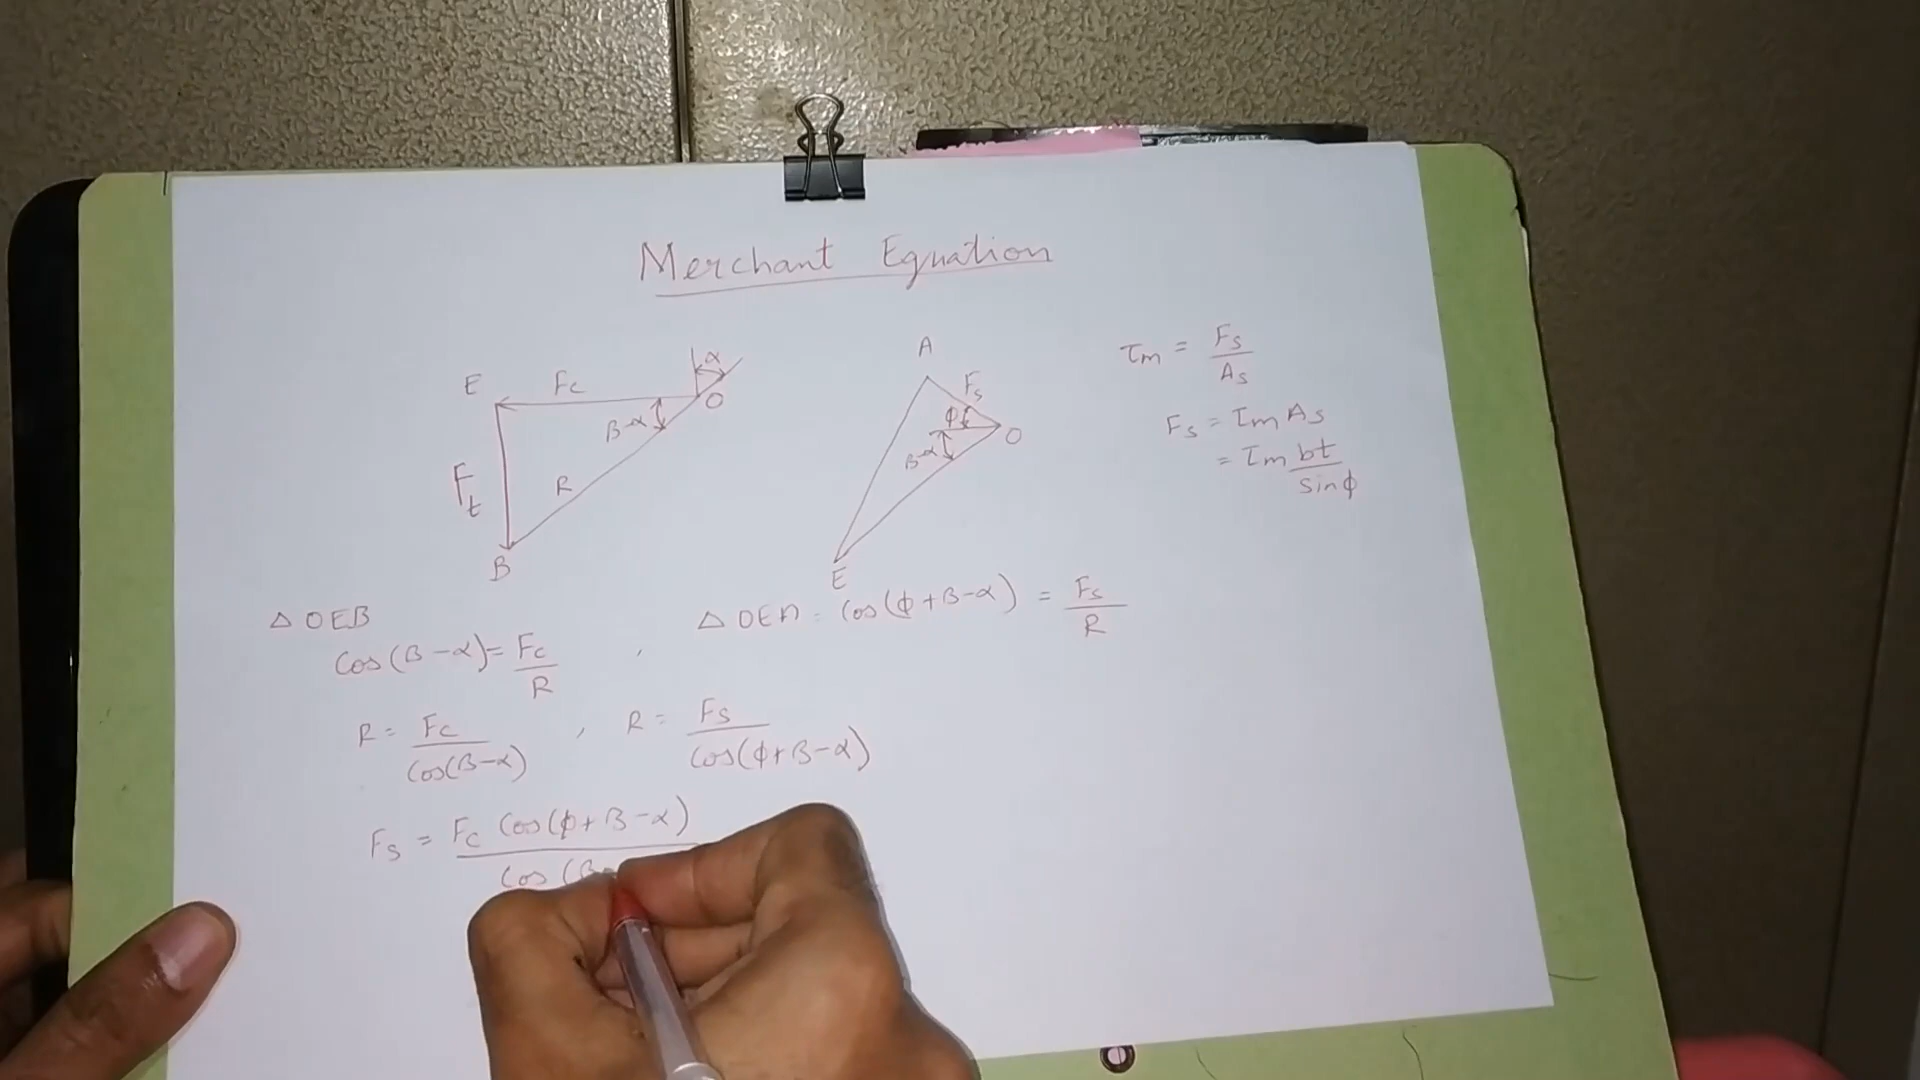 Merchant Equation
E Fc α O
β-α
Ft R
B
A
Fs
φ O
β-α
E
τm = Fs/As
Fs = τm As
= τm bt/sinφ
△ OEB
Cos(β-α) = Fc/R ,
△ OEA = Cos(φ+β-α) = Fs/R
R = Fc/Cos(β-α) , R = Fs/Cos(φ+β-α)
Fs = Fc Cos(φ+β-α)/Cos (β-